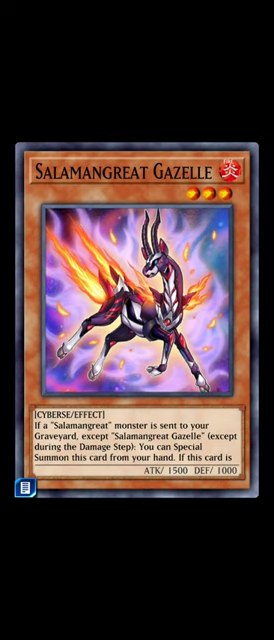 SALAMANGREAT GAZELLE
炎
[CYBERSE/EFFECT]
If a "Salamangreat" monster is sent to your
Graveyard, except "Salamangreat Gazelle" (except
during the Damage Step): You can Special
Summon this card from your hand. If this card is
ATK/ 1500 DEF/ 1000